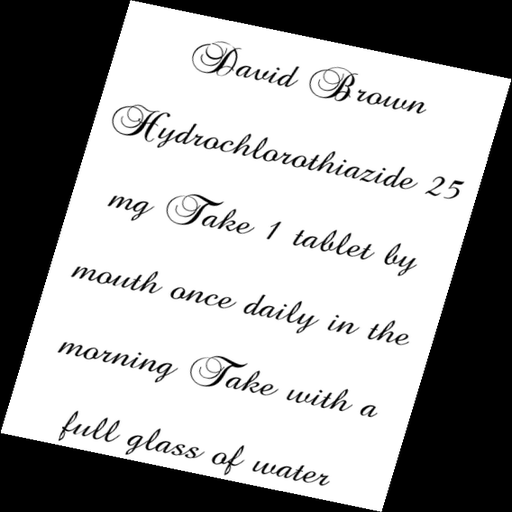 David Brown
Hydrochlorothiazide 25
mg Take 1 tablet by
mouth once daily in the
morning Take with a
full glass of water